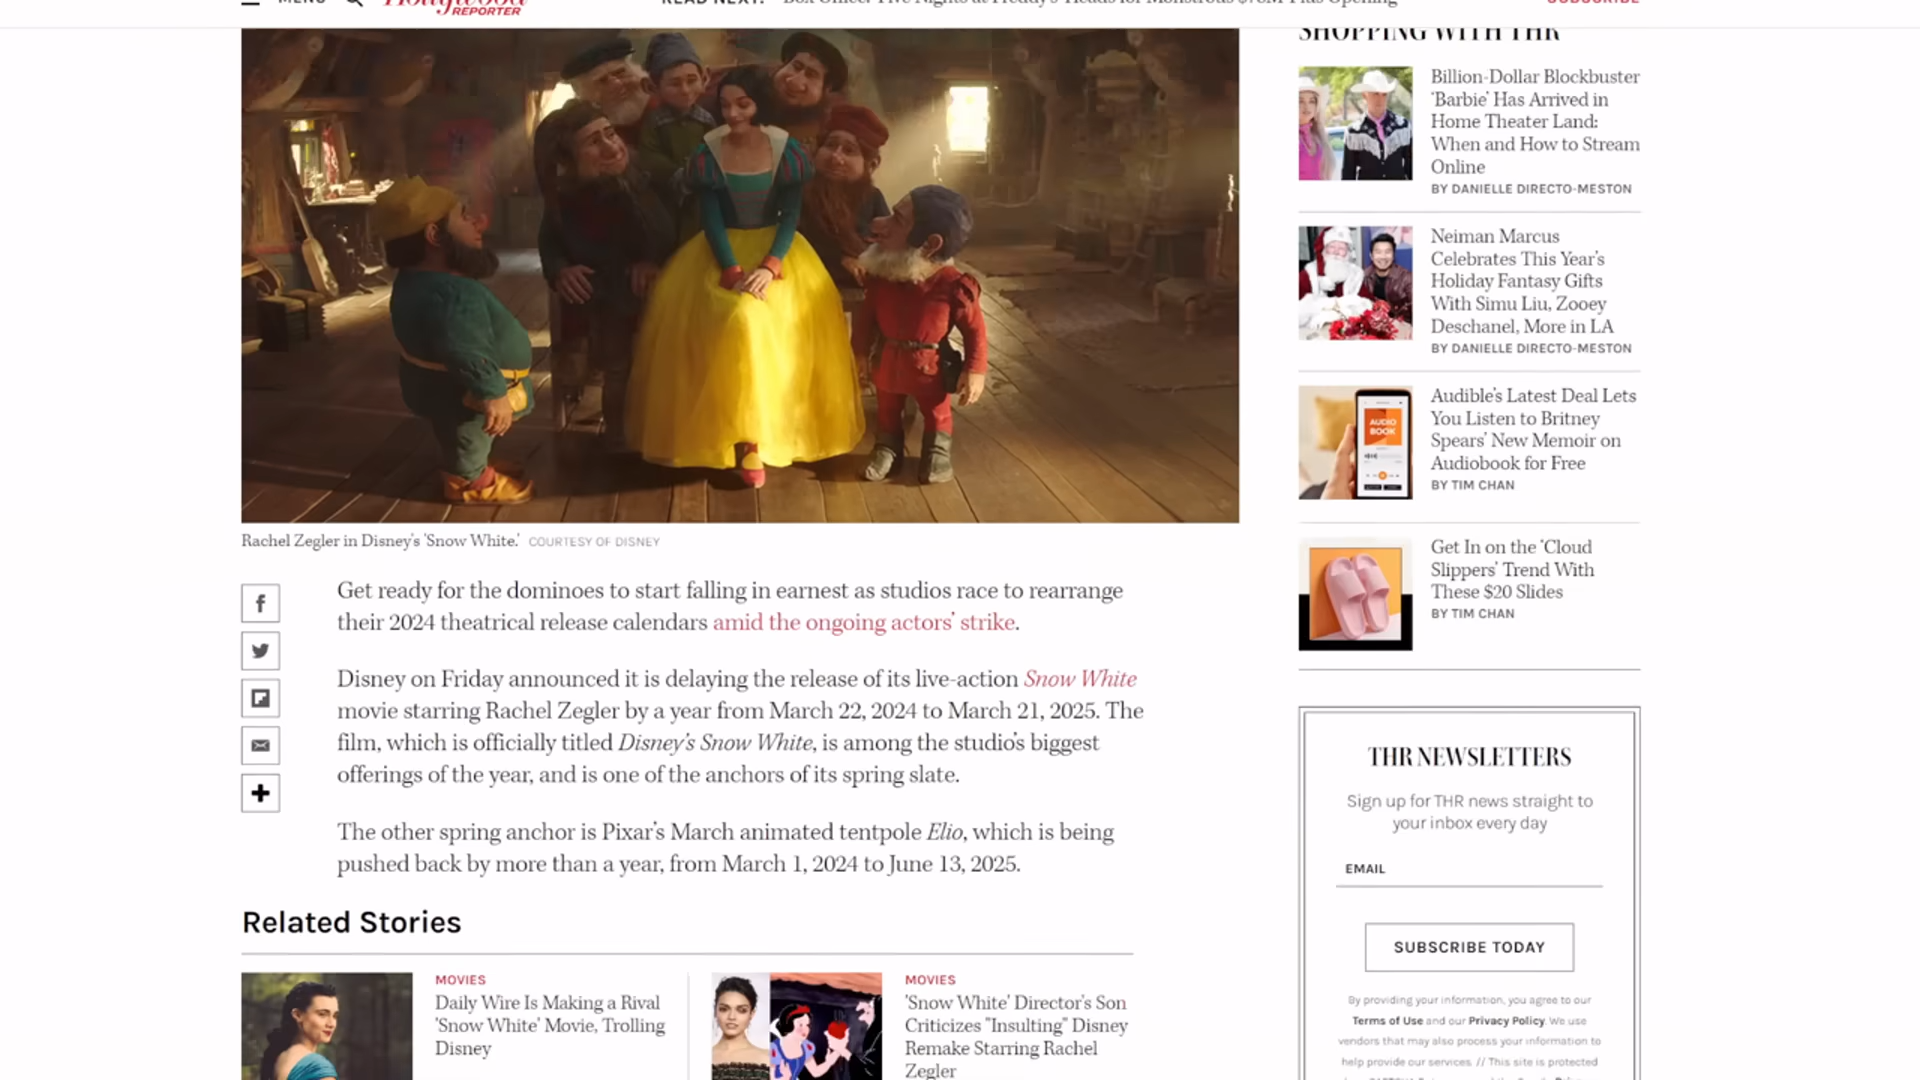 MENU
Hollywood
REPORTER
READ NEXT: Box Office: 'Five Nights at Freddy's' Heads for Monstrous $78M-Plus Opening
SUBSCRIBE
SHOPPING WITH THR
Billion-Dollar Blockbuster
'Barbie' Has Arrived in
Home Theater Land:
When and How to Stream
Online
BY DANIELLE DIRECTO-MESTON
Neiman Marcus
Celebrates This Year's
Holiday Fantasy Gifts
With Simu Liu, Zooey
Deschanel, More in LA
BY DANIELLE DIRECTO-MESTON
AUDIO
BOOK
Audible's Latest Deal Lets
You Listen to Britney
Spears' New Memoir on
Audiobook for Free
BY TIM CHAN
Get In on the 'Cloud
Slippers' Trend With
These $20 Slides
BY TIM CHAN
Rachel Zegler in Disney's 'Snow White.' COURTESY OF DISNEY
Get ready for the dominoes to start falling in earnest as studios race to rearrange
their 2024 theatrical release calendars amid the ongoing actors' strike.
Disney on Friday announced it is delaying the release of its live-action Snow White
movie starring Rachel Zegler by a year from March 22, 2024 to March 21, 2025. The
film, which is officially titled Disney's Snow White, is among the studio's biggest
offerings of the year, and is one of the anchors of its spring slate.
The other spring anchor is Pixar's March animated tentpole Elio, which is being
pushed back by more than a year, from March 1, 2024 to June 13, 2025.
Related Stories
MOVIES
Daily Wire Is Making a Rival
'Snow White' Movie, Trolling
Disney
MOVIES
'Snow White' Director's Son
Criticizes "Insulting" Disney
Remake Starring Rachel
Zegler
THR NEWSLETTERS
Sign up for THR news straight to
your inbox every day
EMAIL
SUBSCRIBE TODAY
By providing your information, you agree to our
Terms of Use and our Privacy Policy. We use
vendors that may also process your information to
help provide our services. // This site is protected